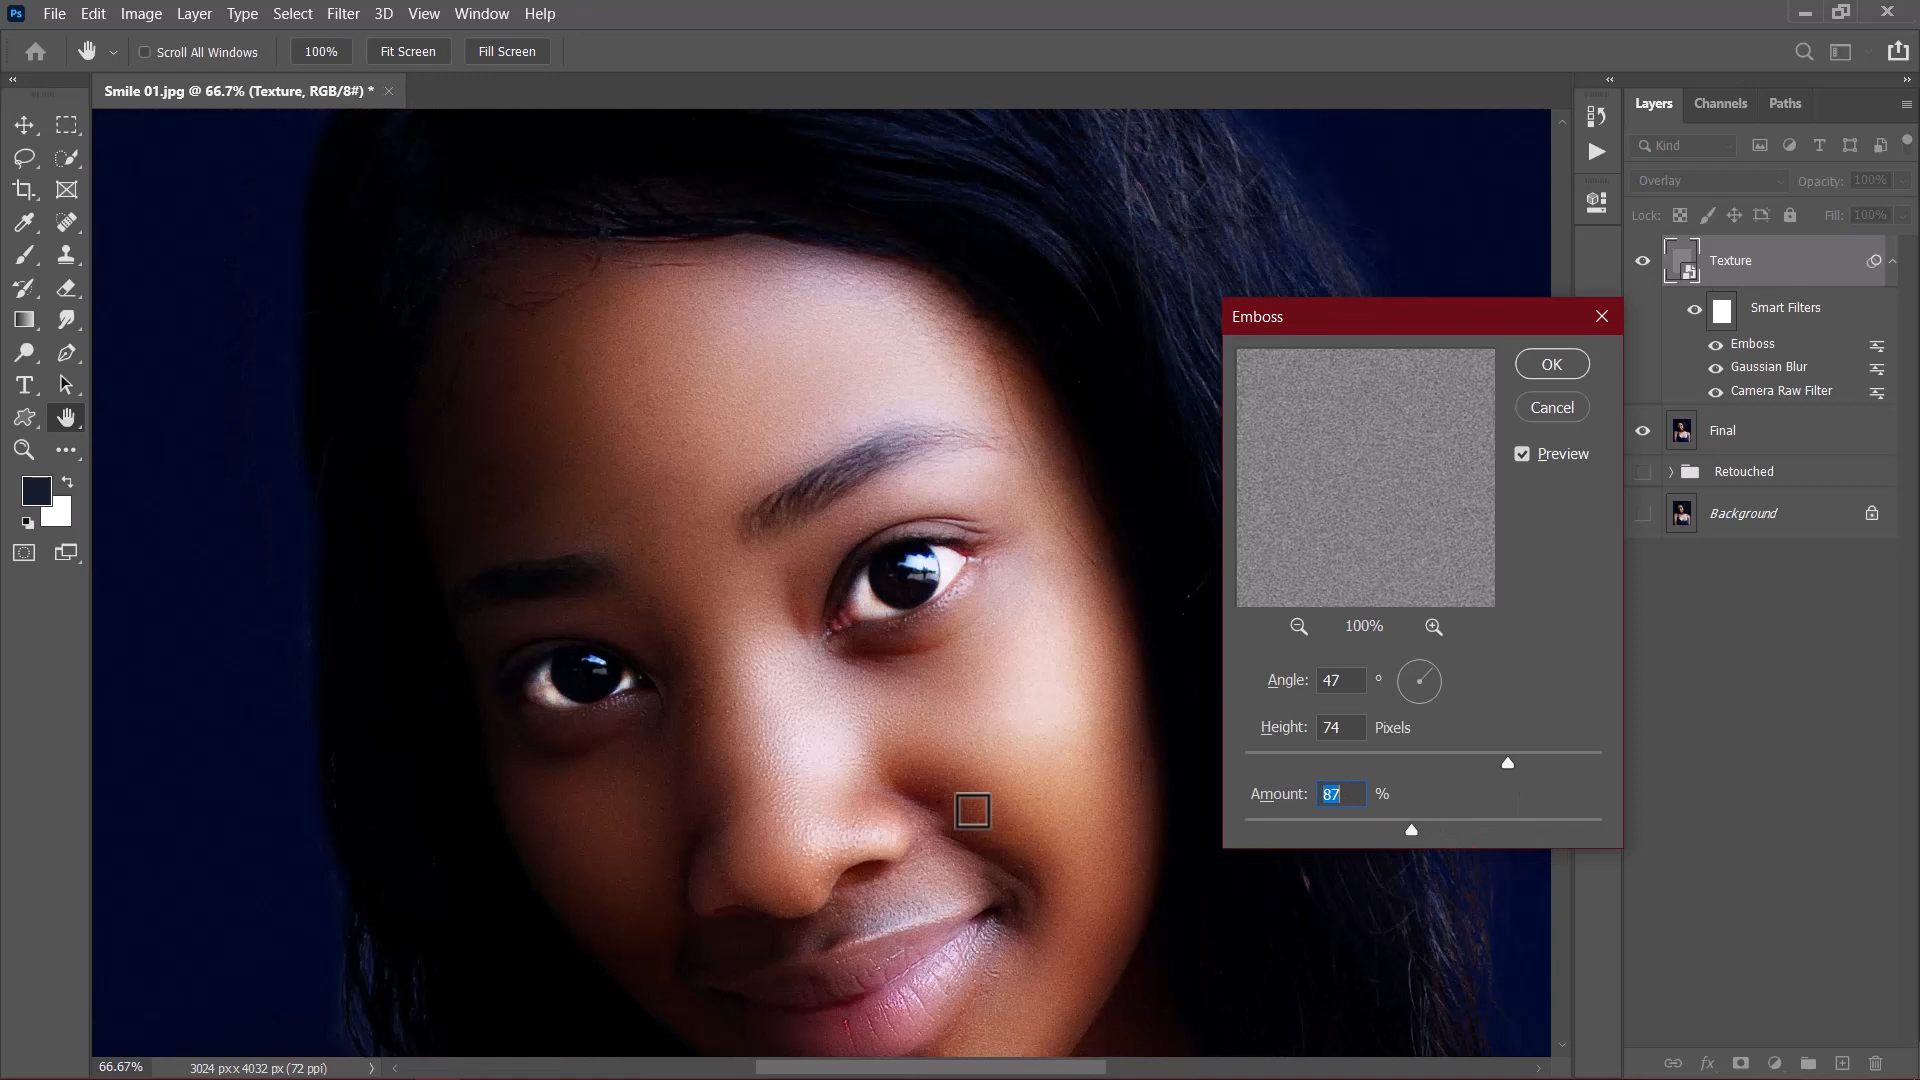 Ps File Edit Image Layer Type Select Filter 3D View Window Help
Scroll All Windows 100% Fit Screen Fill Screen
Smile 01.jpg @ 66.7% (Texture, RGB/8#) *
Layers Channels Paths
Kind
Overlay Opacity: 100%
Lock: Fill: 100%
Texture
Smart Filters
Emboss
Gaussian Blur
Camera Raw Filter
Final
Retouched
Background
Emboss
OK
Cancel
Preview
100%
Angle: 47 °
Height: 74 Pixels
Amount: 87 %
66.67% 3024 px x 4032 px (72 ppi)